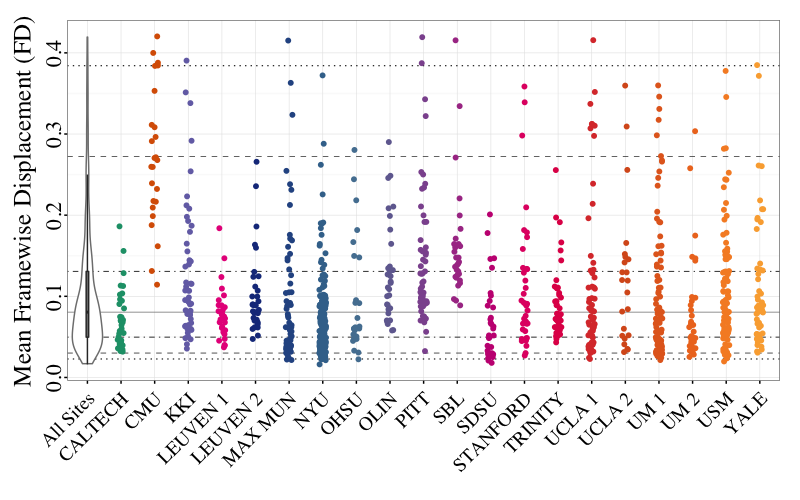 Mean Framewise Displacement (FD)
0.4
0.3
0.2
0.1
0.0
All Sites
CALTECH
CMU
KKI
LEUVEN 1
LEUVEN 2
MAX MUN
NYU
OHSU
OLIN
PITT
SBL
SDSU
STANFORD
TRINITY
UCLA 1
UCLA 2
UM 1
UM 2
USM
YALE